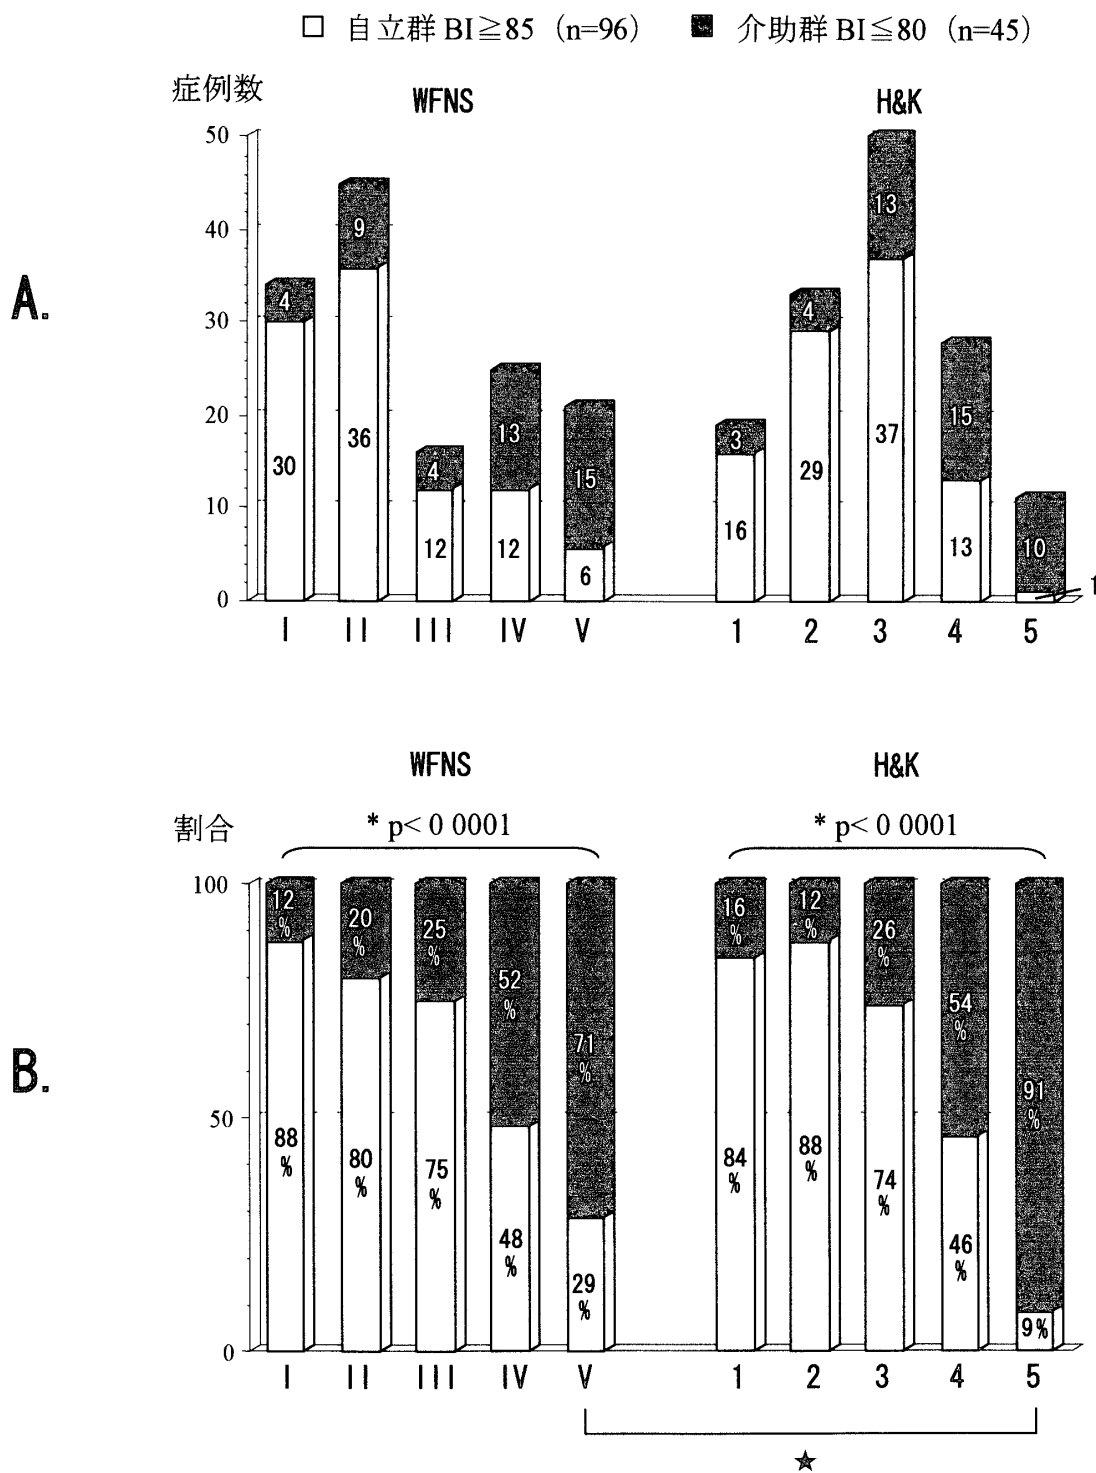 □ 自立群 BI≧85 (n=96) ■ 介助群 BI≦80 (n=45)
A.
症例数
WFNS H&K
50
40
30
20
10
0
4 9 4 13 15
30 36 12 12 6
3 4 13 15 10
16 29 37 13 1
I II III IV V
1 2 3 4 5
B.
WFNS H&K
割合
* p< 0 0001 * p< 0 0001
100
50
0
12% 20% 25% 52% 71%
88% 80% 75% 48% 29%
16% 12% 26% 54% 91%
84% 88% 74% 46% 9%
I II III IV V
1 2 3 4 5
★